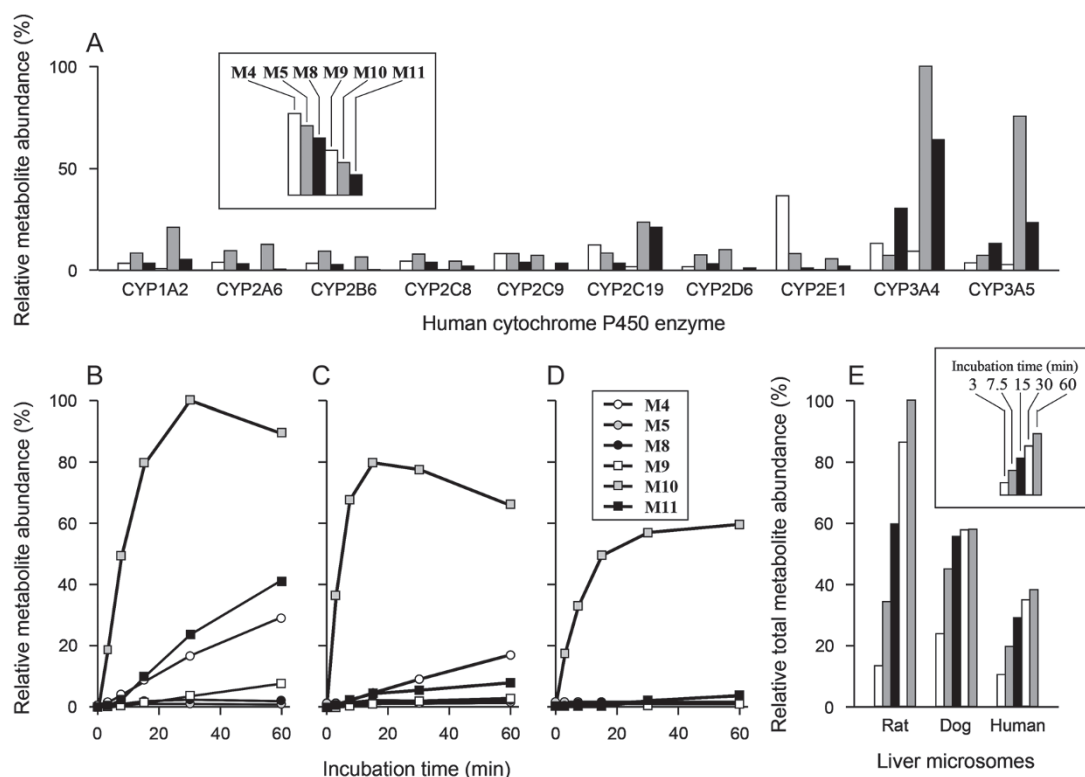 A
Relative metabolite abundance (%)
100
50
0
M4 M5 M8 M9 M10 M11
CYP1A2 CYP2A6 CYP2B6 CYP2C8 CYP2C9 CYP2C19 CYP2D6 CYP2E1 CYP3A4 CYP3A5
Human cytochrome P450 enzyme
B
Relative metabolite abundance (%)
100
80
60
40
20
0
0 20 40 60
C
0 20 40 60
Incubation time (min)
D
M4
M5
M8
M9
M10
M11
0 20 40 60
E
Relative total metabolite abundance (%)
100
80
60
40
20
0
Incubation time (min)
3 7.5 15 30 60
Rat Dog Human
Liver microsomes